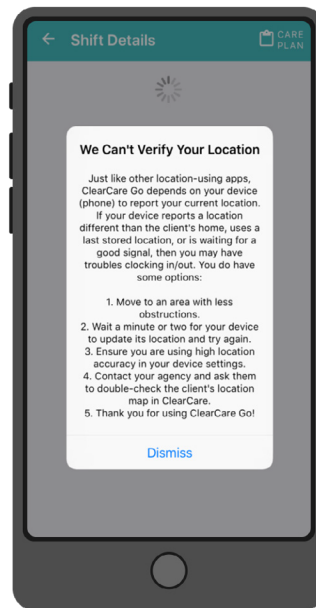 ← Shift Details
CARE
PLAN
We Can't Verify Your Location
Just like other location-using apps,
ClearCare Go depends on your device
(phone) to report your current location.
If your device reports a location
different than the client's home, uses a
last stored location, or is waiting for a
good signal, then you may have
troubles clocking in/out. You do have
some options:
1. Move to an area with less
obstructions.
2. Wait a minute or two for your device
to update its location and try again.
3. Ensure you are using high location
accuracy in your device settings.
4. Contact your agency and ask them
to double-check the client's location
map in ClearCare.
5. Thank you for using ClearCare Go!
Dismiss